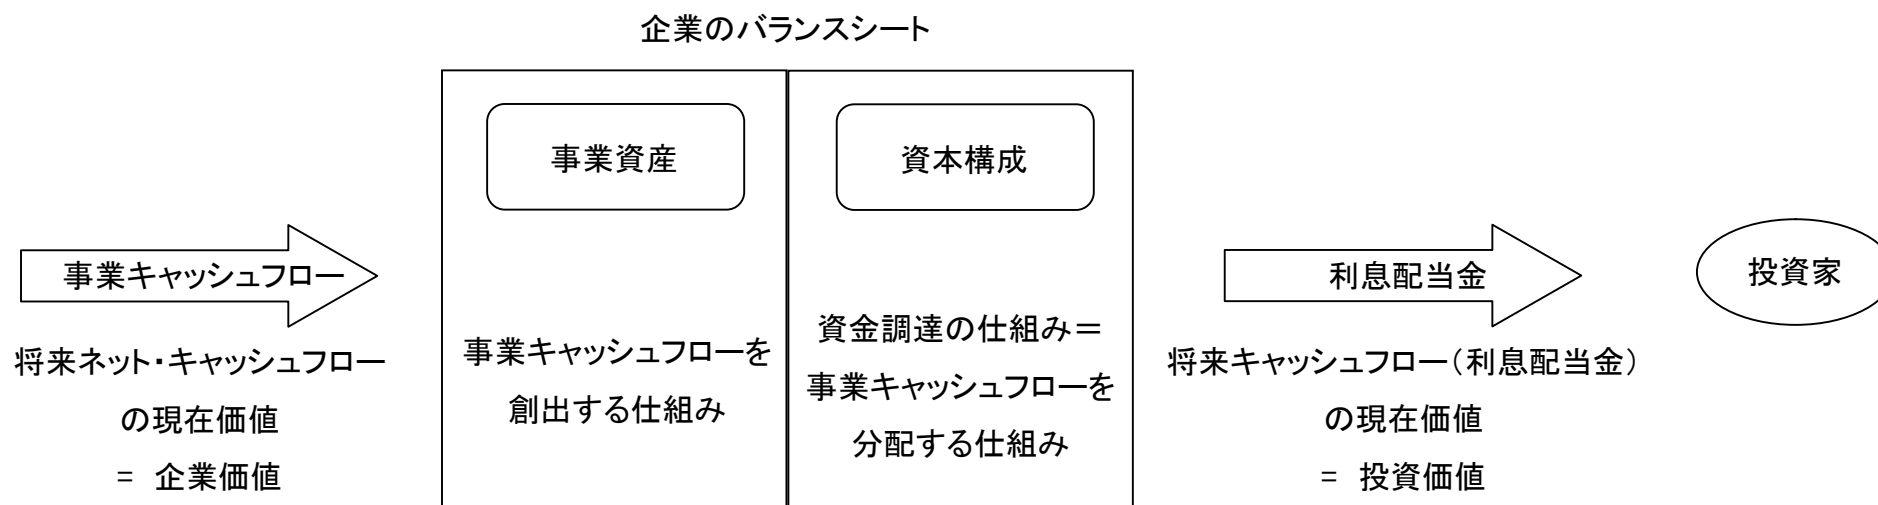 企業のバランスシート
事業資産
資本構成
事業キャッシュフロー
将来ネット・キャッシュフロー
の現在価値
= 企業価値
事業キャッシュフローを
創出する仕組み
資金調達の仕組み＝
事業キャッシュフローを
分配する仕組み
利息配当金
将来キャッシュフロー（利息配当金）
の現在価値
= 投資価値
投資家